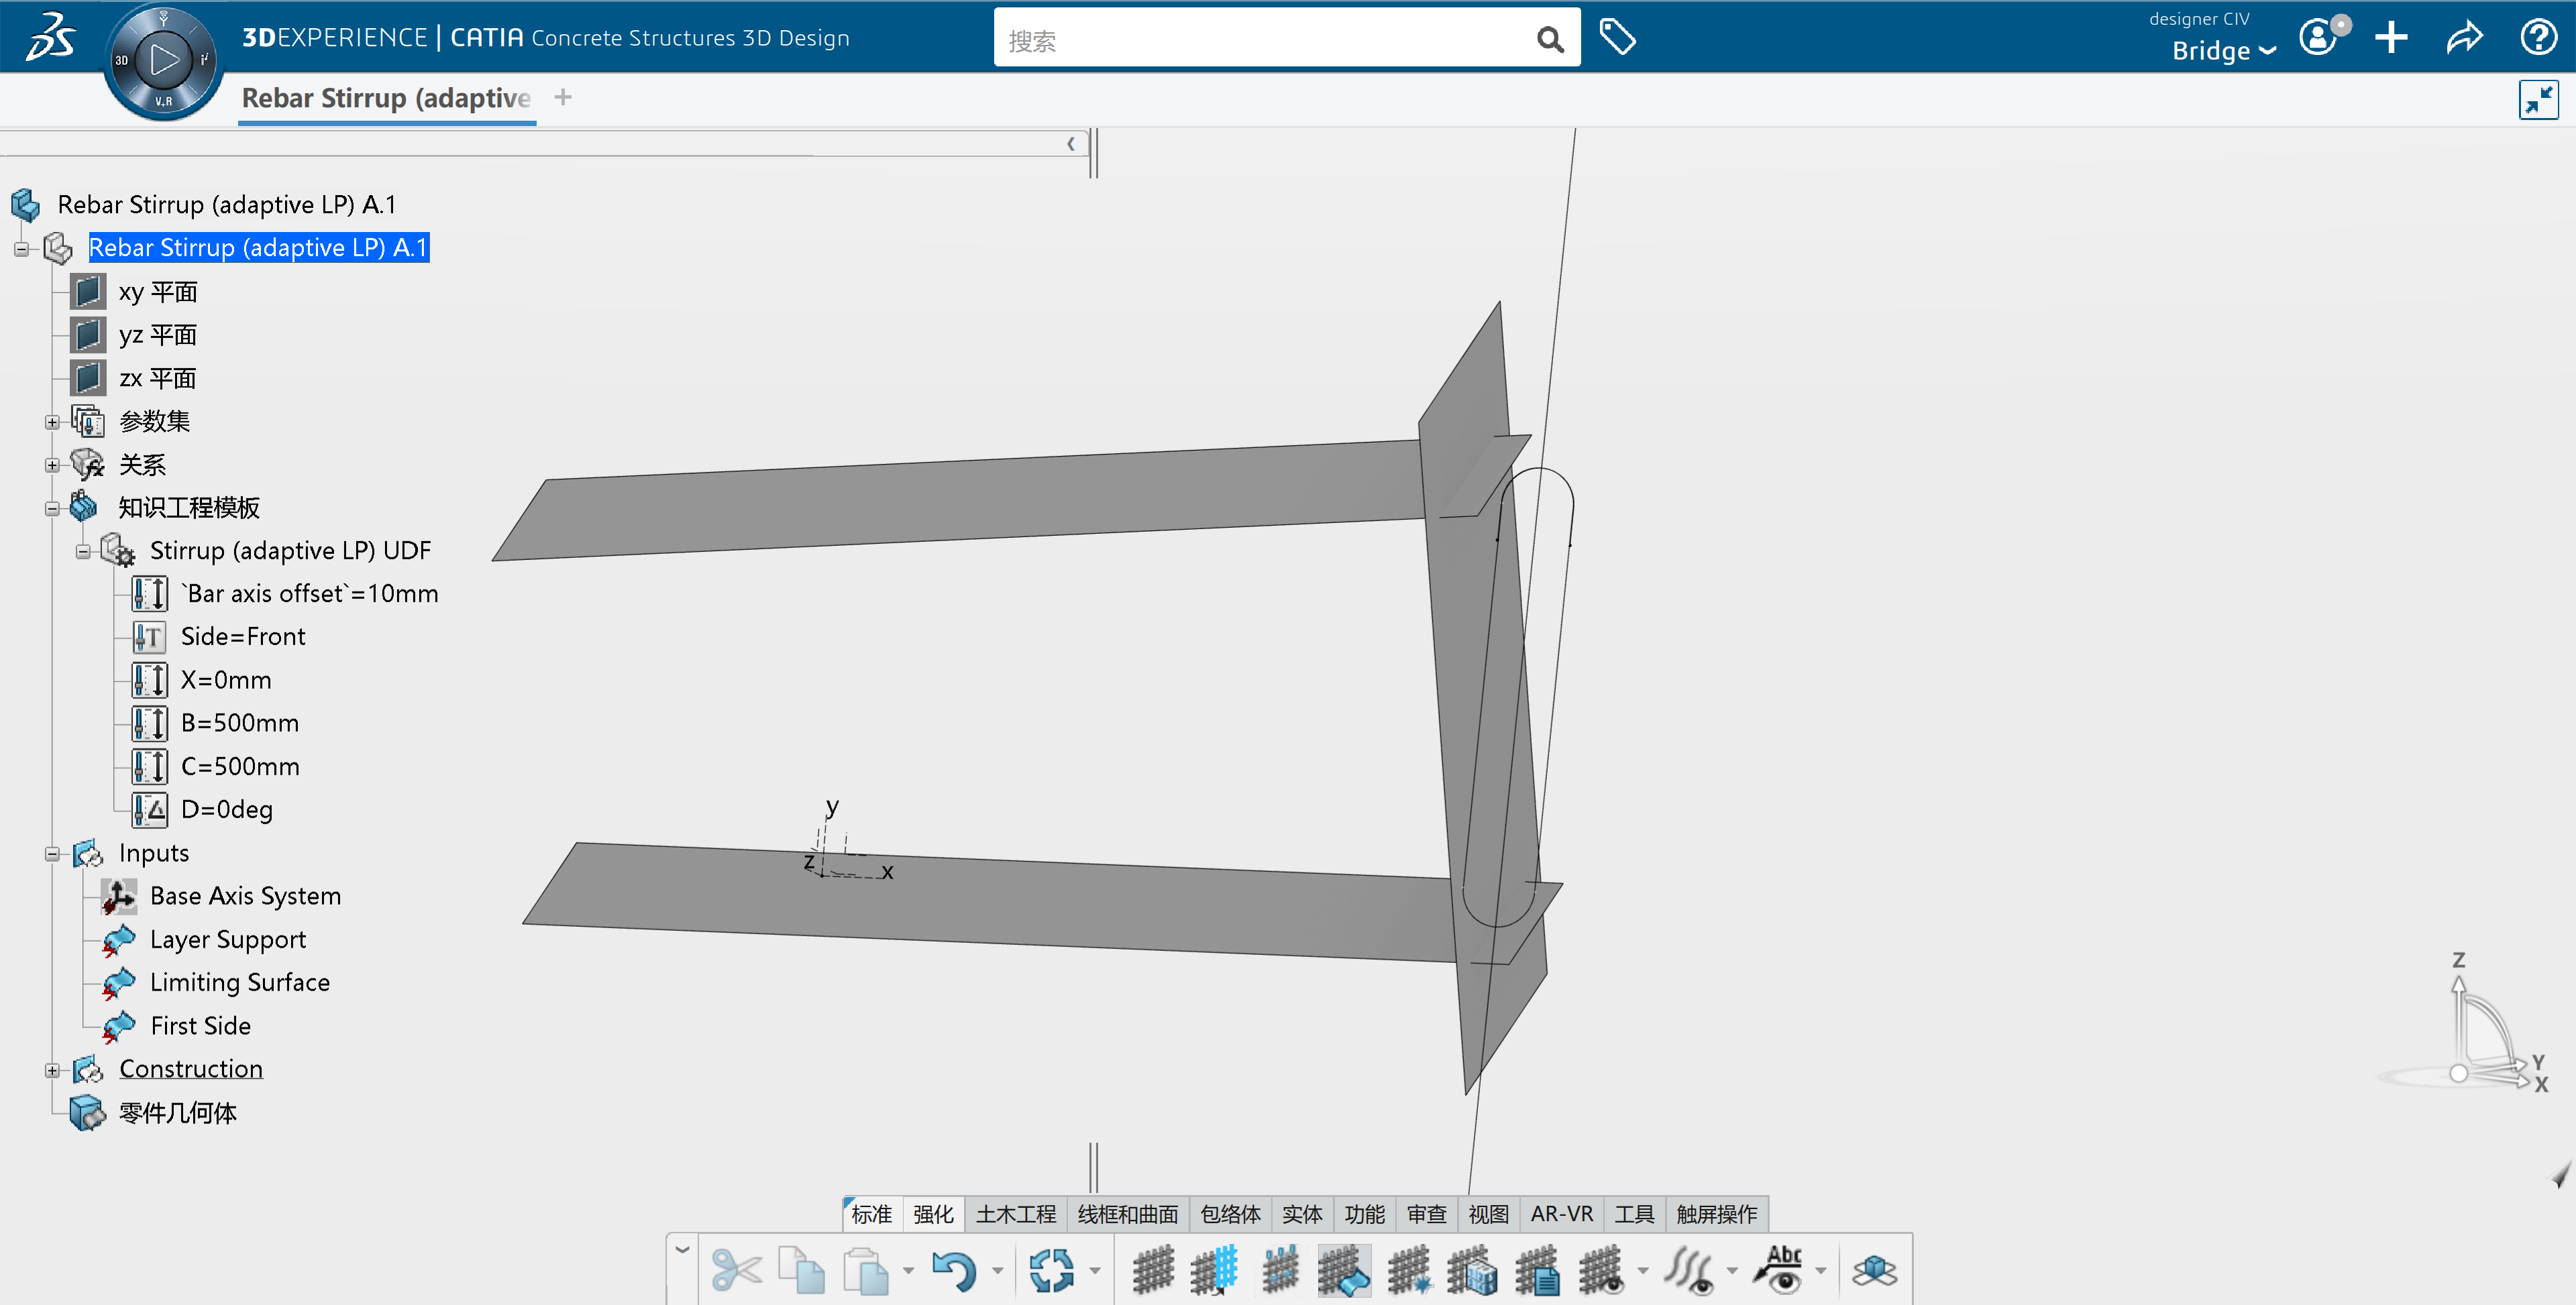 3DEXPERIENCE | CATIA Concrete Structures 3D Design
搜索
designer CIV
Bridge
3D
V,R
Rebar Stirrup (adaptive
Rebar Stirrup (adaptive LP) A.1
Rebar Stirrup (adaptive LP) A.1
xy 平面
yz 平面
zx 平面
参数集
关系
知识工程模板
Stirrup (adaptive LP) UDF
`Bar axis offset`=10mm
Side=Front
X=0mm
B=500mm
C=500mm
D=0deg
Inputs
Base Axis System
Layer Support
Limiting Surface
First Side
Construction
零件几何体
y
z
x
Z
Y
X
标准 强化 土木工程 线框和曲面 包络体 实体 功能 审查 视图 AR-VR 工具 触屏操作
Abc